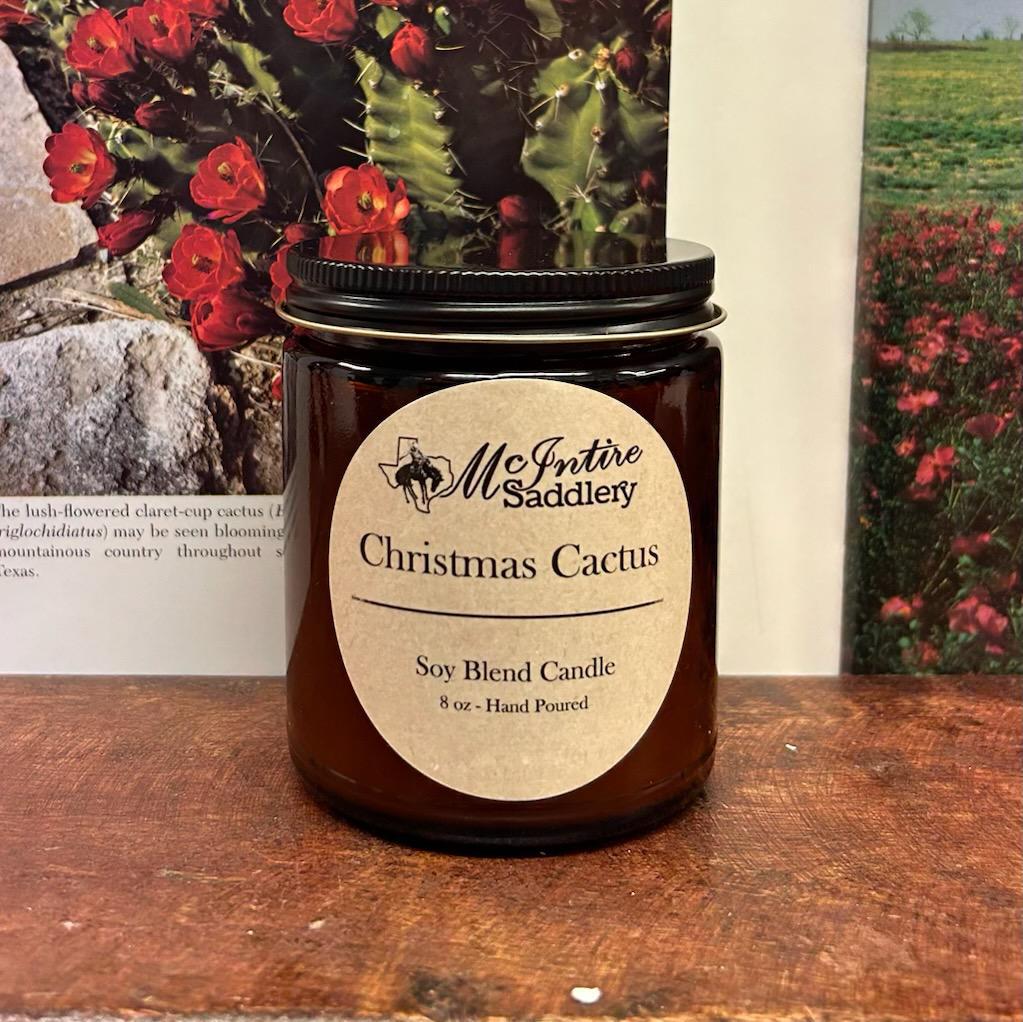 McIntire
Saddlery
Christmas Cactus
Soy Blend Candle
8 oz - Hand Poured
he lush-flowered claret-cup cactus (
riglochidiatus) may be seen blooming
mountainous country throughout s
Texas.